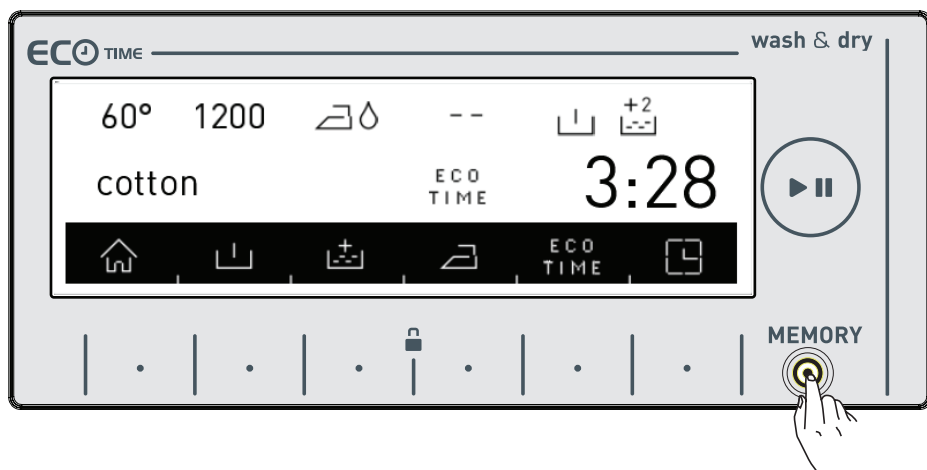 ECO TIME
wash & dry
60° 1200 -- +2
cotton ECO TIME 3:28
+ ECO TIME
MEMORY